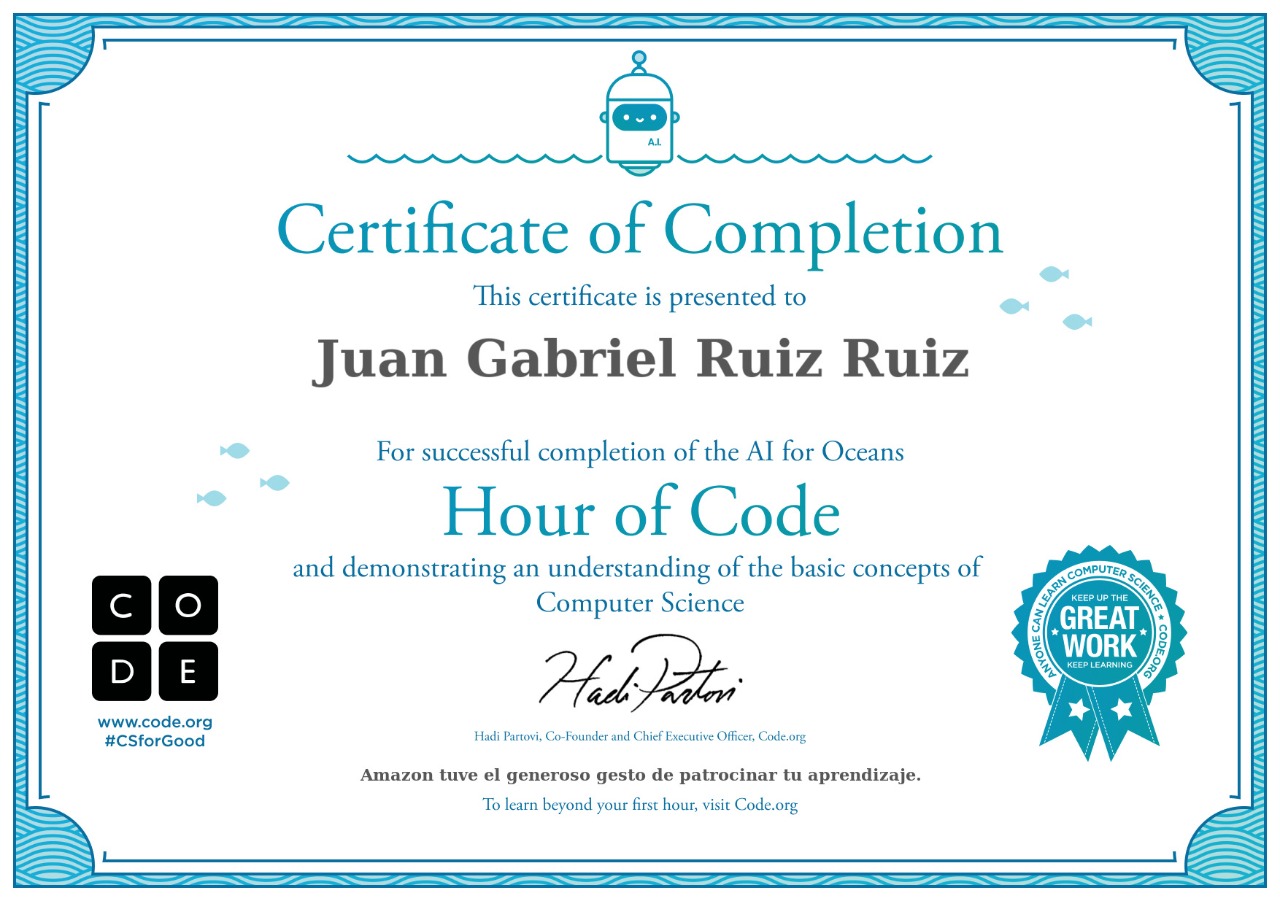 A.I.
Certificate of Completion
This certificate is presented to
Juan Gabriel Ruiz Ruiz
For successful completion of the AI for Oceans
Hour of Code
and demonstrating an understanding of the basic concepts of
Computer Science
C O
D E
www.code.org
#CSforGood
ANYONE CAN LEARN COMPUTER SCIENCE ★ CODE.ORG
KEEP UP THE
GREAT
WORK
KEEP LEARNING
Hadi Partovi
Hadi Partovi, Co-Founder and Chief Executive Officer, Code.org
Amazon tuve el generoso gesto de patrocinar tu aprendizaje.
To learn beyond your first hour, visit Code.org